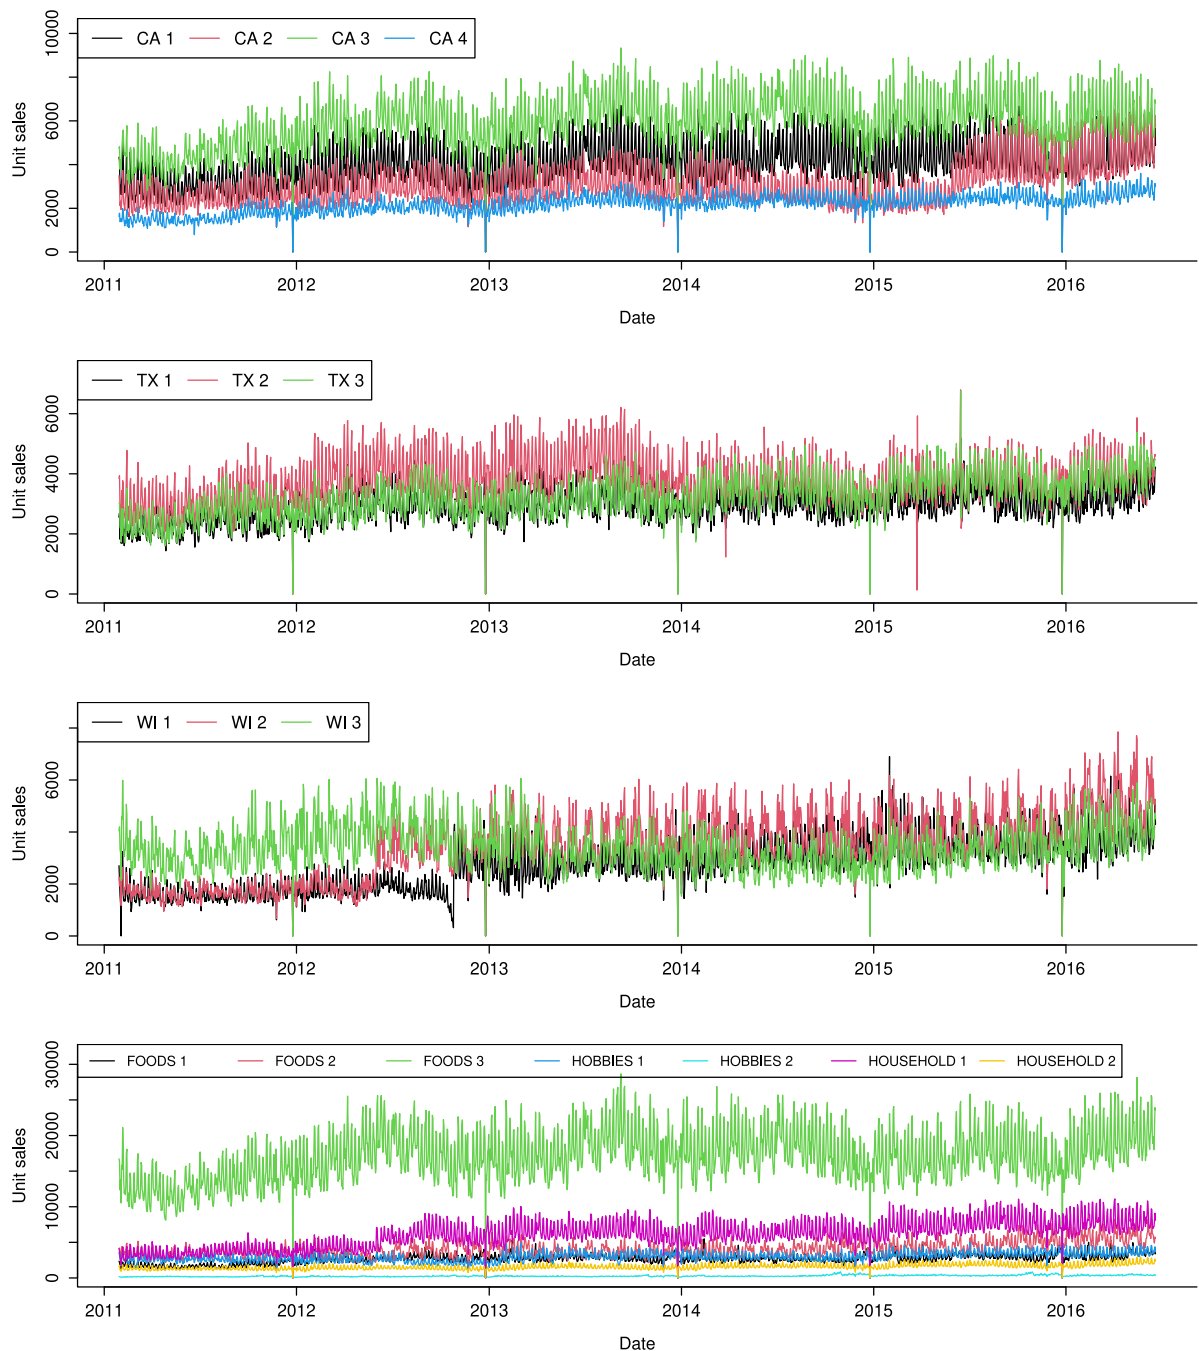 CA 1 CA 2 CA 3 CA 4
Unit sales
0 2000 6000 10000
2011 2012 2013 2014 2015 2016
Date
TX 1 TX 2 TX 3
Unit sales
0 2000 4000 6000
2011 2012 2013 2014 2015 2016
Date
WI 1 WI 2 WI 3
Unit sales
0 2000 6000
2011 2012 2013 2014 2015 2016
Date
FOODS 1 FOODS 2 FOODS 3 HOBBIES 1 HOBBIES 2 HOUSEHOLD 1 HOUSEHOLD 2
Unit sales
0 10000 20000 30000
2011 2012 2013 2014 2015 2016
Date